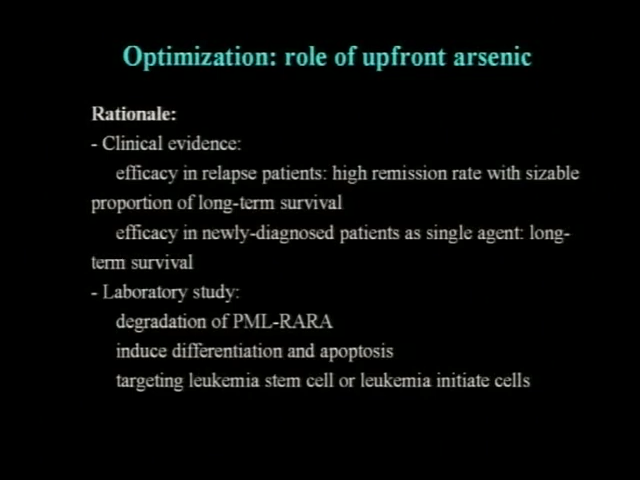 Optimization: role of upfront arsenic
Rationale:
- Clinical evidence:
efficacy in relapse patients: high remission rate with sizable
proportion of long-term survival
efficacy in newly-diagnosed patients as single agent: long-
term survival
- Laboratory study:
degradation of PML-RARA
induce differentiation and apoptosis
targeting leukemia stem cell or leukemia initiate cells